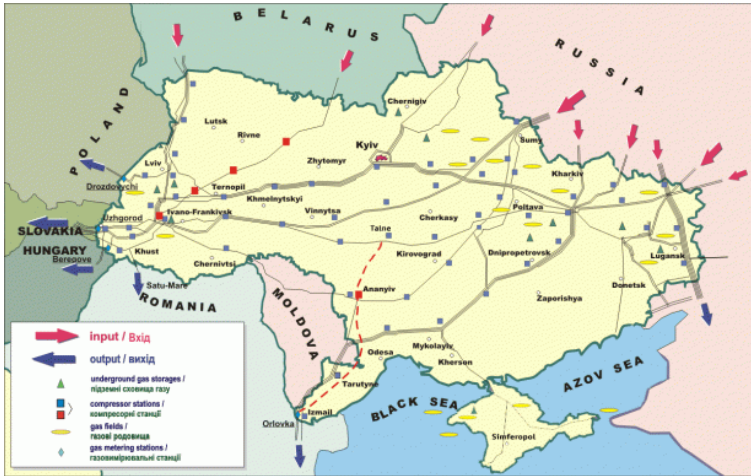 BELARUS
RUSSIA
POLAND
Chernigiv
Lutsk
Rivne
Kyiv
Sumy
Lviv
Zhytomyr
Kharkiv
Drozdovychi
Ternopil
Khmelnytskyi
Poltava
Uzhgorod
Ivano-Frankivsk
Vinnytsa
Cherkasy
SLOVAKIA
Talne
Lugansk
HUNGARY
Khust
Kirovograd
Dnipropetrovsk
Beregove
Chernivtsi
Donetsk
Satu-Mare
Ananyiv
Zaporishya
ROMANIA
MOLDOVA
Mykolayiv
Odesa
Kherson
Tarutyne
AZOV SEA
BLACK SEA
Izmail
Orlovka
Simferopol
input / Вхід
output / вихід
underground gas storages /
підземні сховища газу
compressor stations /
компресорні станції
gas fields /
газові родовища
gas metering stations /
газовимірювальні станції